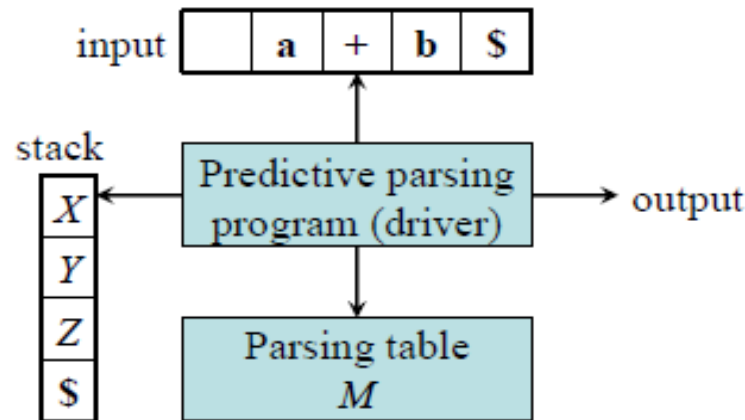 input a + b $
stack
Predictive parsing
program (driver)
output
X
Y
Z
$
Parsing table
M